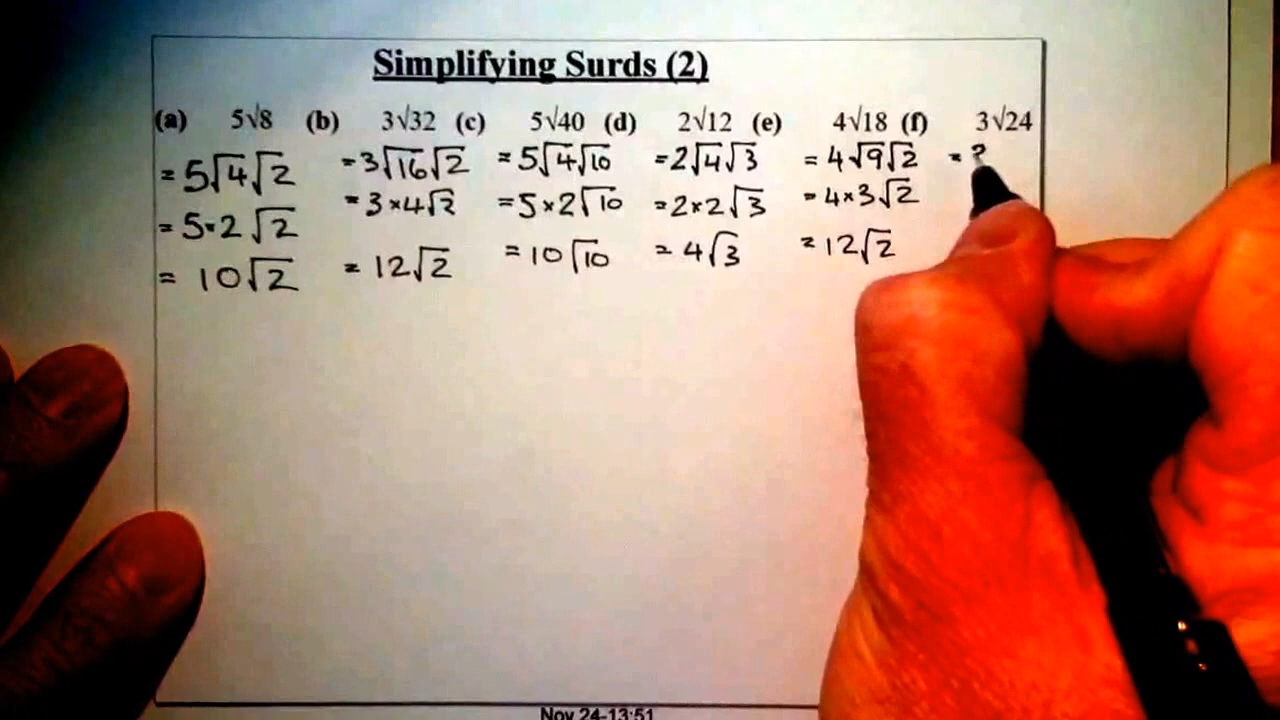 Simplifying Surds (2)
(a) 5√8 (b) 3√32 (c) 5√40 (d) 2√12 (e) 4√18 (f) 3√24
= 5√4√2 = 3√16√2 = 5√4√10 = 2√4√3 = 4√9√2 =
= 5·2√2 = 3×4√2 = 5×2√10 = 2×2√3 = 4×3√2
= 10√2 = 12√2 = 10√10 = 4√3 = 12√2
Nov 24-13:51